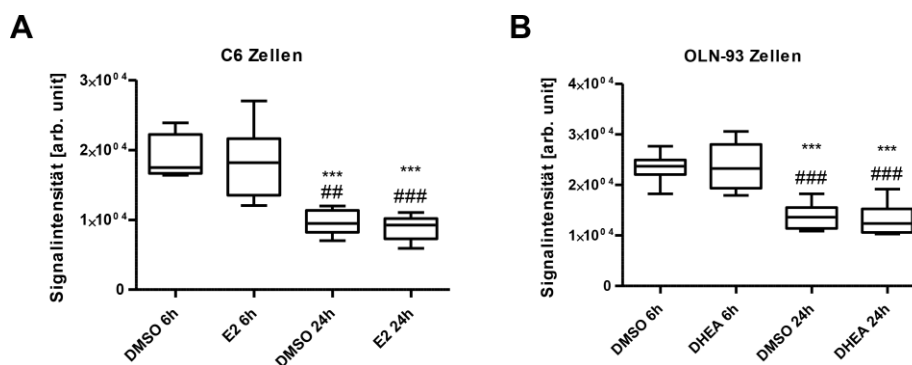 A
C6 Zellen
Signalintensität [arb. unit]
3×10⁰⁴
2×10⁰⁴
1×10⁰⁴
0
***
##
***
###
DMSO 6h
E2 6h
DMSO 24h
E2 24h
B
OLN-93 Zellen
Signalintensität [arb. unit]
4×10⁰⁴
3×10⁰⁴
2×10⁰⁴
1×10⁰⁴
0
***
###
***
###
DMSO 6h
DHEA 6h
DMSO 24h
DHEA 24h